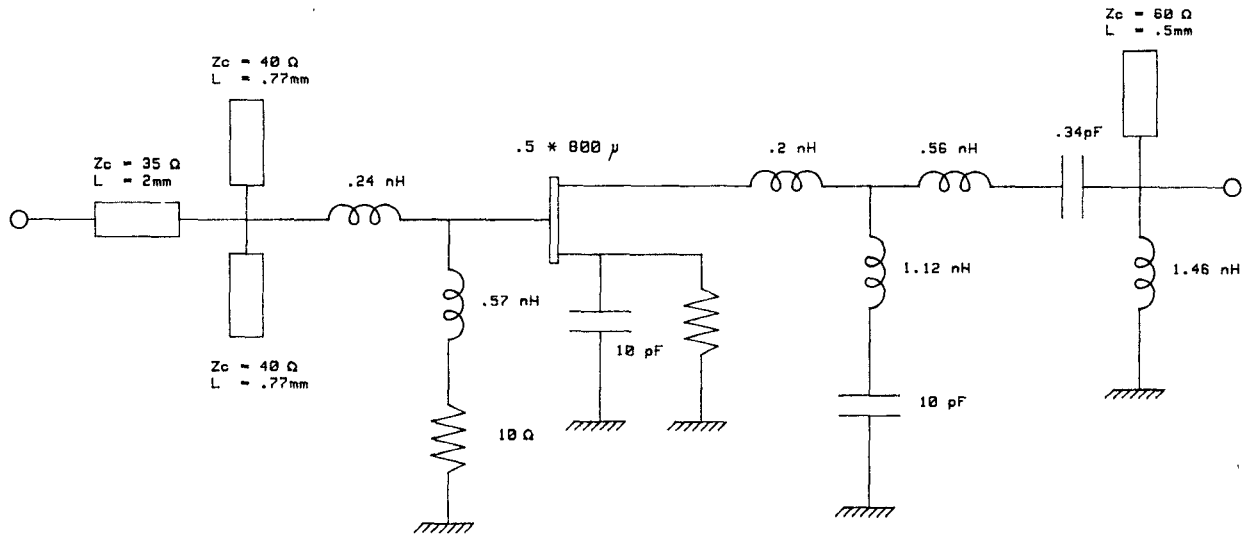 Zc = 60 Ω
L = .5mm
Zc = 40 Ω
L = .77mm
.34pF
.5 * 800 µ
.2 nH
.56 nH
Zc = 35 Ω
L = 2mm
.24 nH
1.12 nH
1.46 nH
.57 nH
10 pF
Zc = 40 Ω
L = .77mm
10 pF
10 Ω